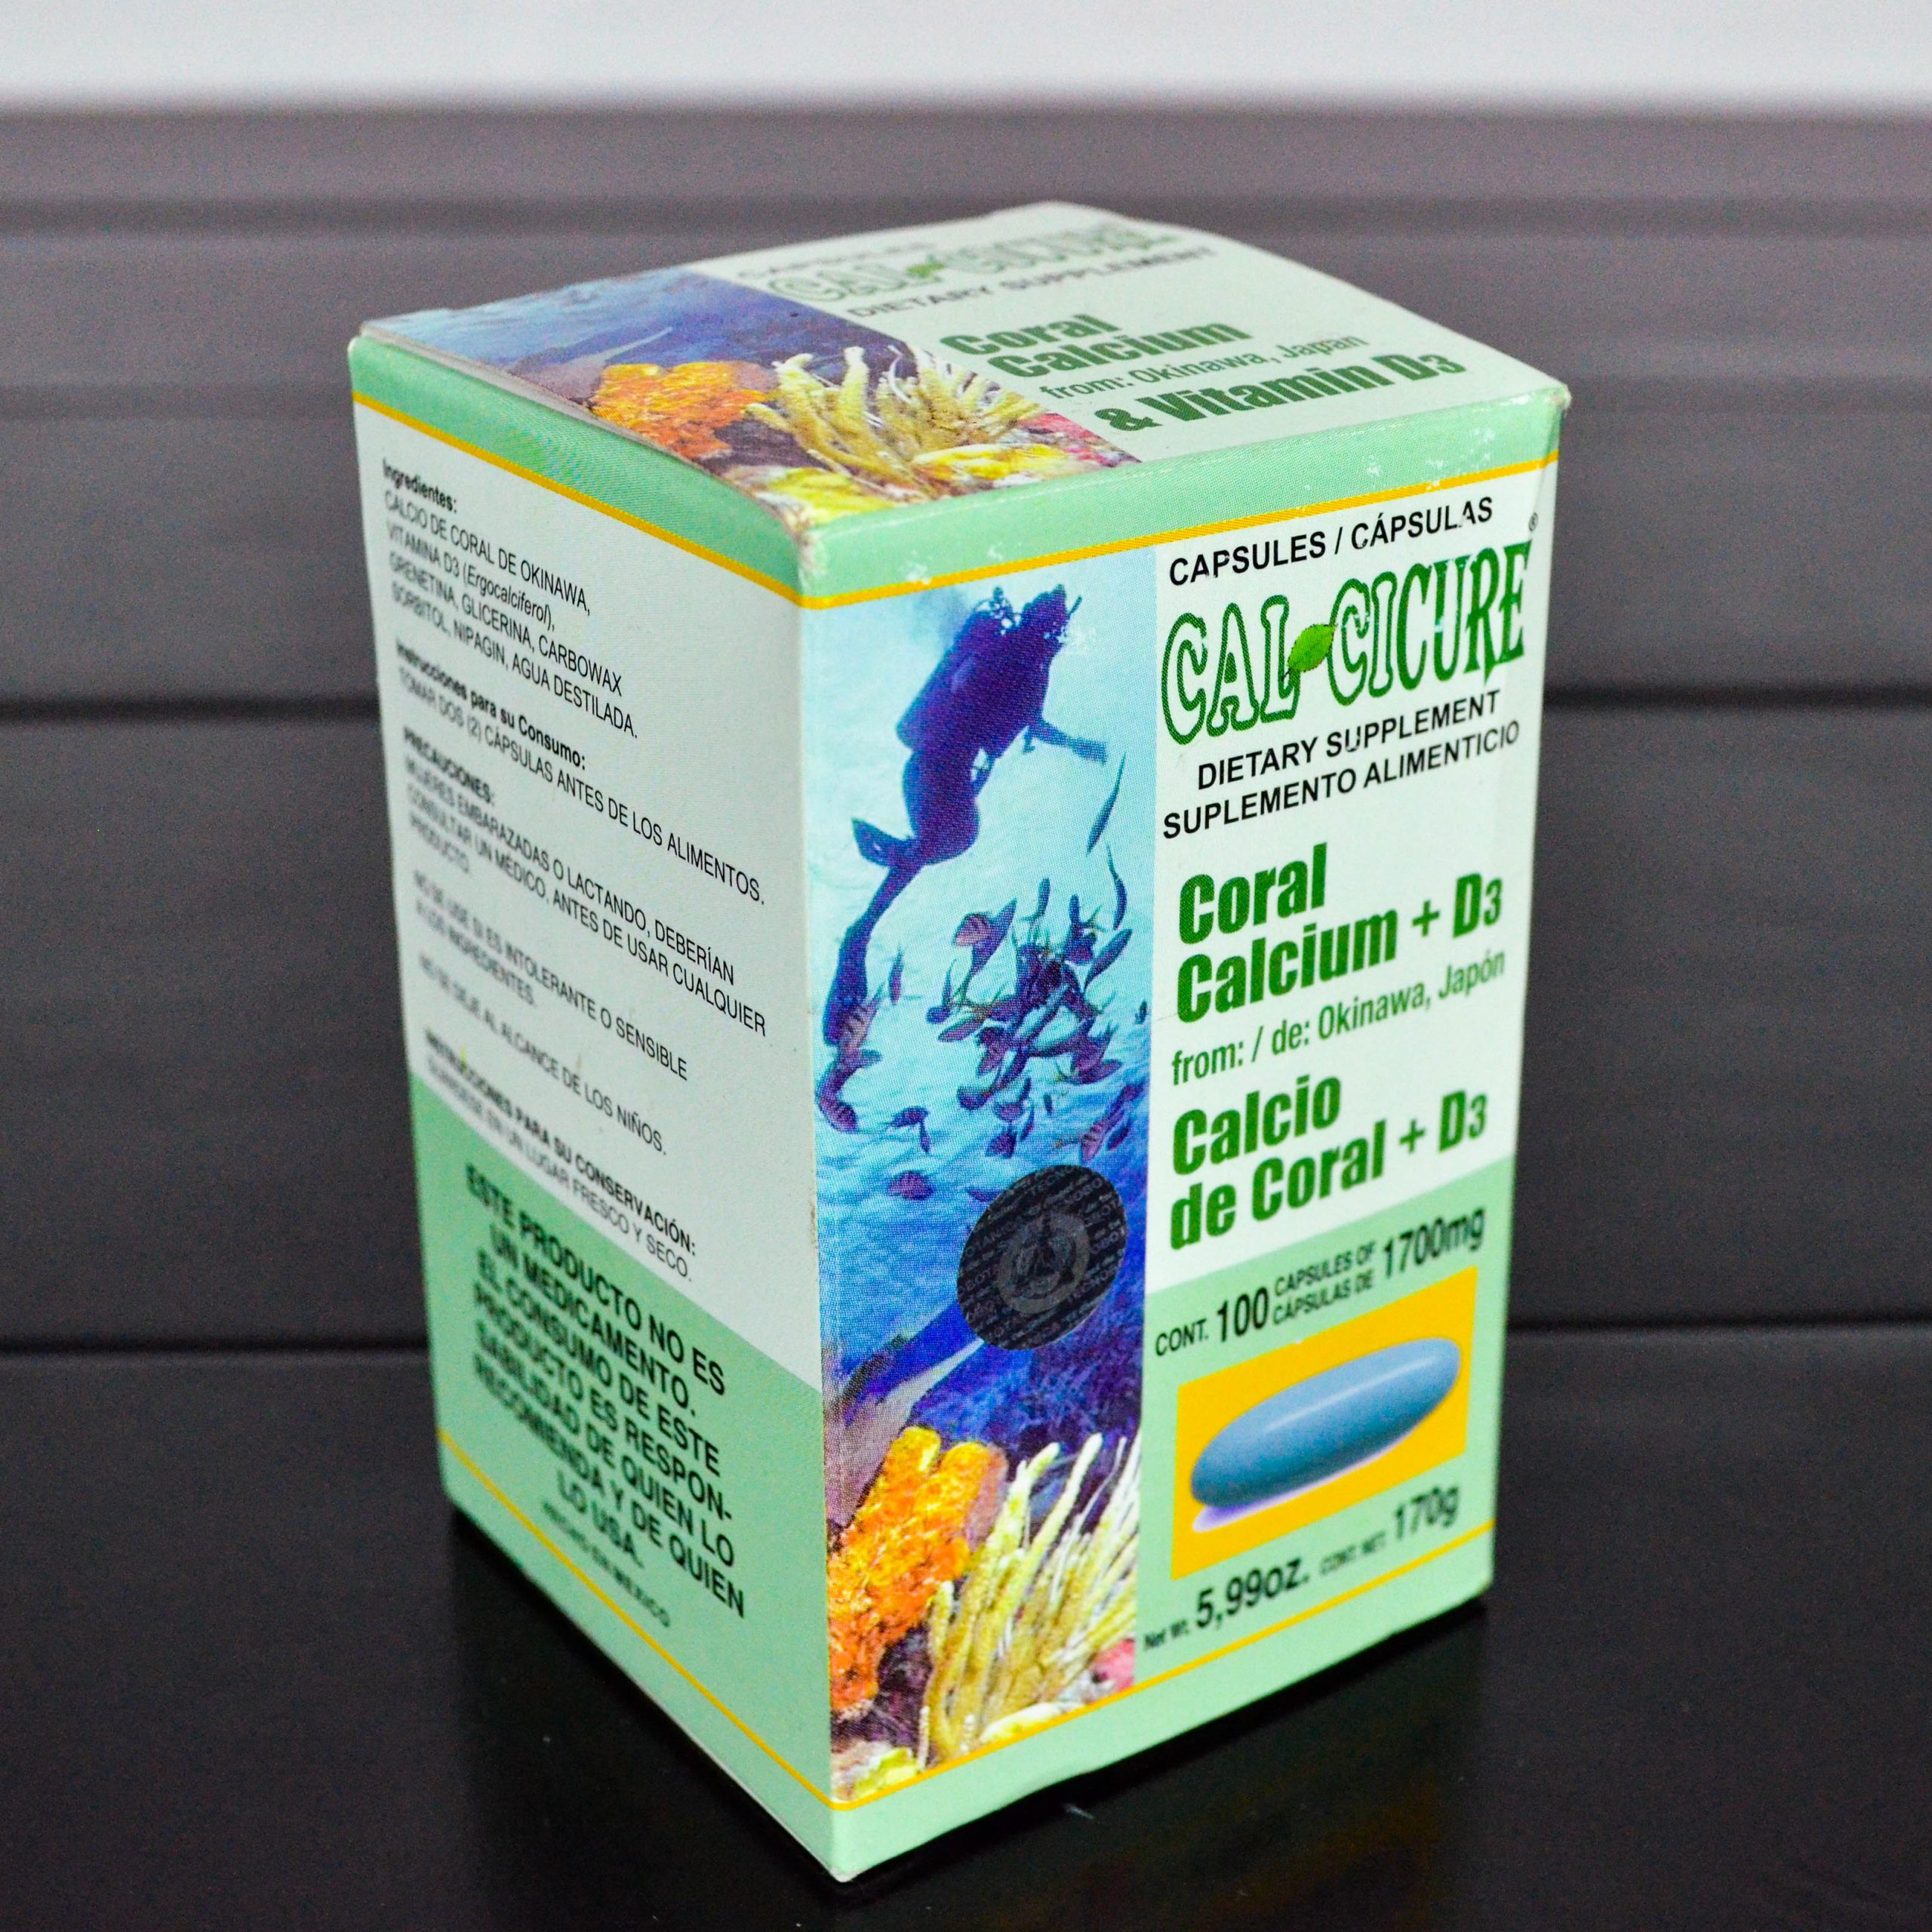 CAPSULES
CAL CICURE
DIETARY SUPPLEMENT
Coral
Calcium
from: Okinawa, Japan
& Vitamin D3
Ingredientes:
CALCIO DE CORAL DE OKINAWA,
VITAMINA D3 (Ergocalciferol),
GRENETINA, GLICERINA, CARBOWAX
SORBITOL, NIPAGIN, AGUA DESTILADA.
Instrucciones para su Consumo:
TOMAR DOS (2) CÁPSULAS ANTES DE LOS ALIMENTOS.
PRECAUCIONES:
MUJERES EMBARAZADAS O LACTANDO, DEBERÍAN
CONSULTAR UN MÉDICO, ANTES DE USAR CUALQUIER
PRODUCTO.
NO SE USE SI ES INTOLERANTE O SENSIBLE
A LOS INGREDIENTES.
NO SE DEJE AL ALCANCE DE LOS NIÑOS.
INSTRUCCIONES PARA SU CONSERVACIÓN:
CONSERVESE EN UN LUGAR FRESCO Y SECO.
ESTE PRODUCTO NO ES
UN MEDICAMENTO.
EL CONSUMO DE ESTE
PRODUCTO ES RESPON-
SABILIDAD DE QUIEN LO
RECOMIENDA Y DE QUIEN
LO USA.
HECHO EN MEXICO
CAPSULES / CÁPSULAS
CAL CICURE®
DIETARY SUPPLEMENT
SUPLEMENTO ALIMENTICIO
Coral
Calcium + D3
from: / de: Okinawa, Japón
Calcio
de Coral + D3
CONT. 100 CAPSULES OF
CÁPSULAS DE 1700mg
Net Wt. 5,99oz. CONT. NET. 170g